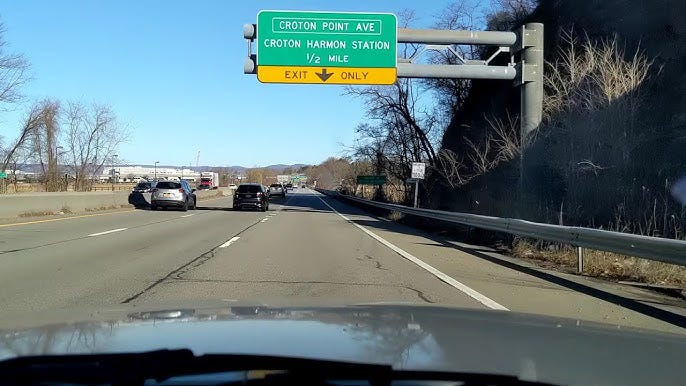 CROTON POINT AVE
CROTON HARMON STATION
1/2 MILE
EXIT ONLY